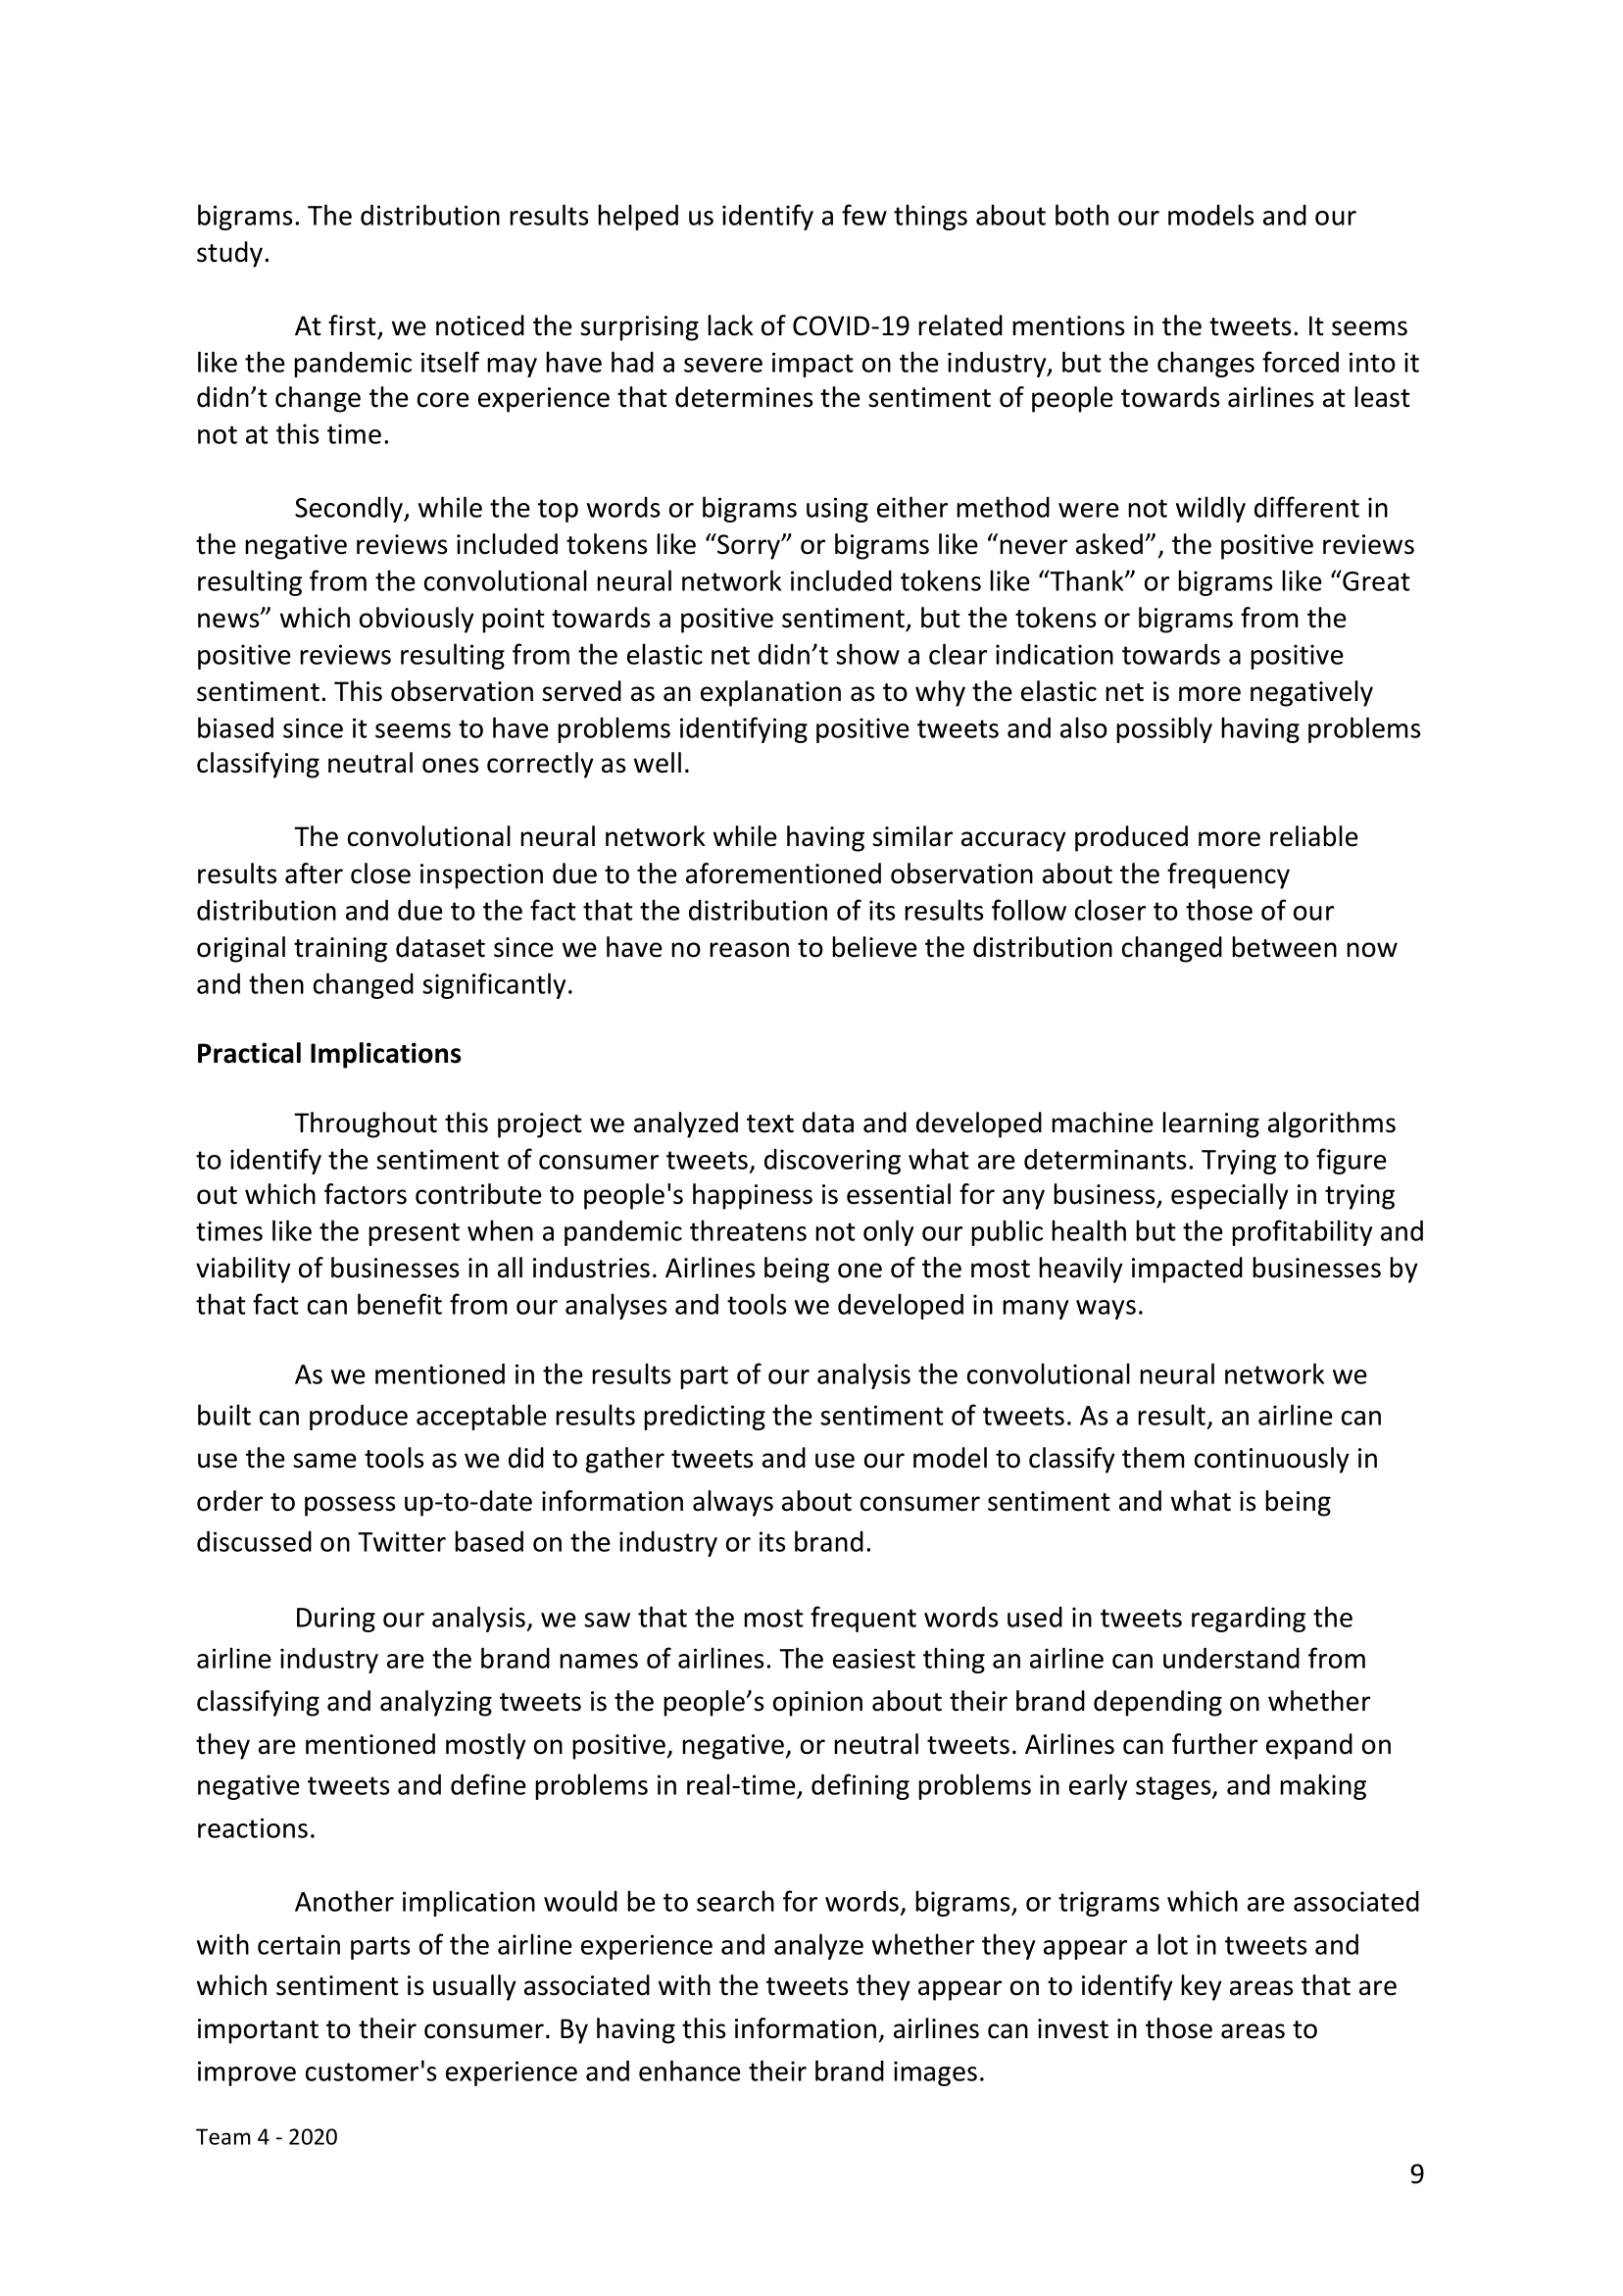 bigrams. The distribution results helped us identify a few things about both our models and our
study.
At first, we noticed the surprising lack of COVID-19 related mentions in the tweets. It seems
like the pandemic itself may have had a severe impact on the industry, but the changes forced into it
didn’t change the core experience that determines the sentiment of people towards airlines at least
not at this time.
Secondly, while the top words or bigrams using either method were not wildly different in
the negative reviews included tokens like “Sorry” or bigrams like “never asked”, the positive reviews
resulting from the convolutional neural network included tokens like “Thank” or bigrams like “Great
news” which obviously point towards a positive sentiment, but the tokens or bigrams from the
positive reviews resulting from the elastic net didn’t show a clear indication towards a positive
sentiment. This observation served as an explanation as to why the elastic net is more negatively
biased since it seems to have problems identifying positive tweets and also possibly having problems
classifying neutral ones correctly as well.
The convolutional neural network while having similar accuracy produced more reliable
results after close inspection due to the aforementioned observation about the frequency
distribution and due to the fact that the distribution of its results follow closer to those of our
original training dataset since we have no reason to believe the distribution changed between now
and then changed significantly.
Practical Implications
Throughout this project we analyzed text data and developed machine learning algorithms
to identify the sentiment of consumer tweets, discovering what are determinants. Trying to figure
out which factors contribute to people's happiness is essential for any business, especially in trying
times like the present when a pandemic threatens not only our public health but the profitability and
viability of businesses in all industries. Airlines being one of the most heavily impacted businesses by
that fact can benefit from our analyses and tools we developed in many ways.
As we mentioned in the results part of our analysis the convolutional neural network we
built can produce acceptable results predicting the sentiment of tweets. As a result, an airline can
use the same tools as we did to gather tweets and use our model to classify them continuously in
order to possess up-to-date information always about consumer sentiment and what is being
discussed on Twitter based on the industry or its brand.
During our analysis, we saw that the most frequent words used in tweets regarding the
airline industry are the brand names of airlines. The easiest thing an airline can understand from
classifying and analyzing tweets is the people’s opinion about their brand depending on whether
they are mentioned mostly on positive, negative, or neutral tweets. Airlines can further expand on
negative tweets and define problems in real-time, defining problems in early stages, and making
reactions.
Another implication would be to search for words, bigrams, or trigrams which are associated
with certain parts of the airline experience and analyze whether they appear a lot in tweets and
which sentiment is usually associated with the tweets they appear on to identify key areas that are
important to their consumer. By having this information, airlines can invest in those areas to
improve customer's experience and enhance their brand images.
Team 4 - 2020
9